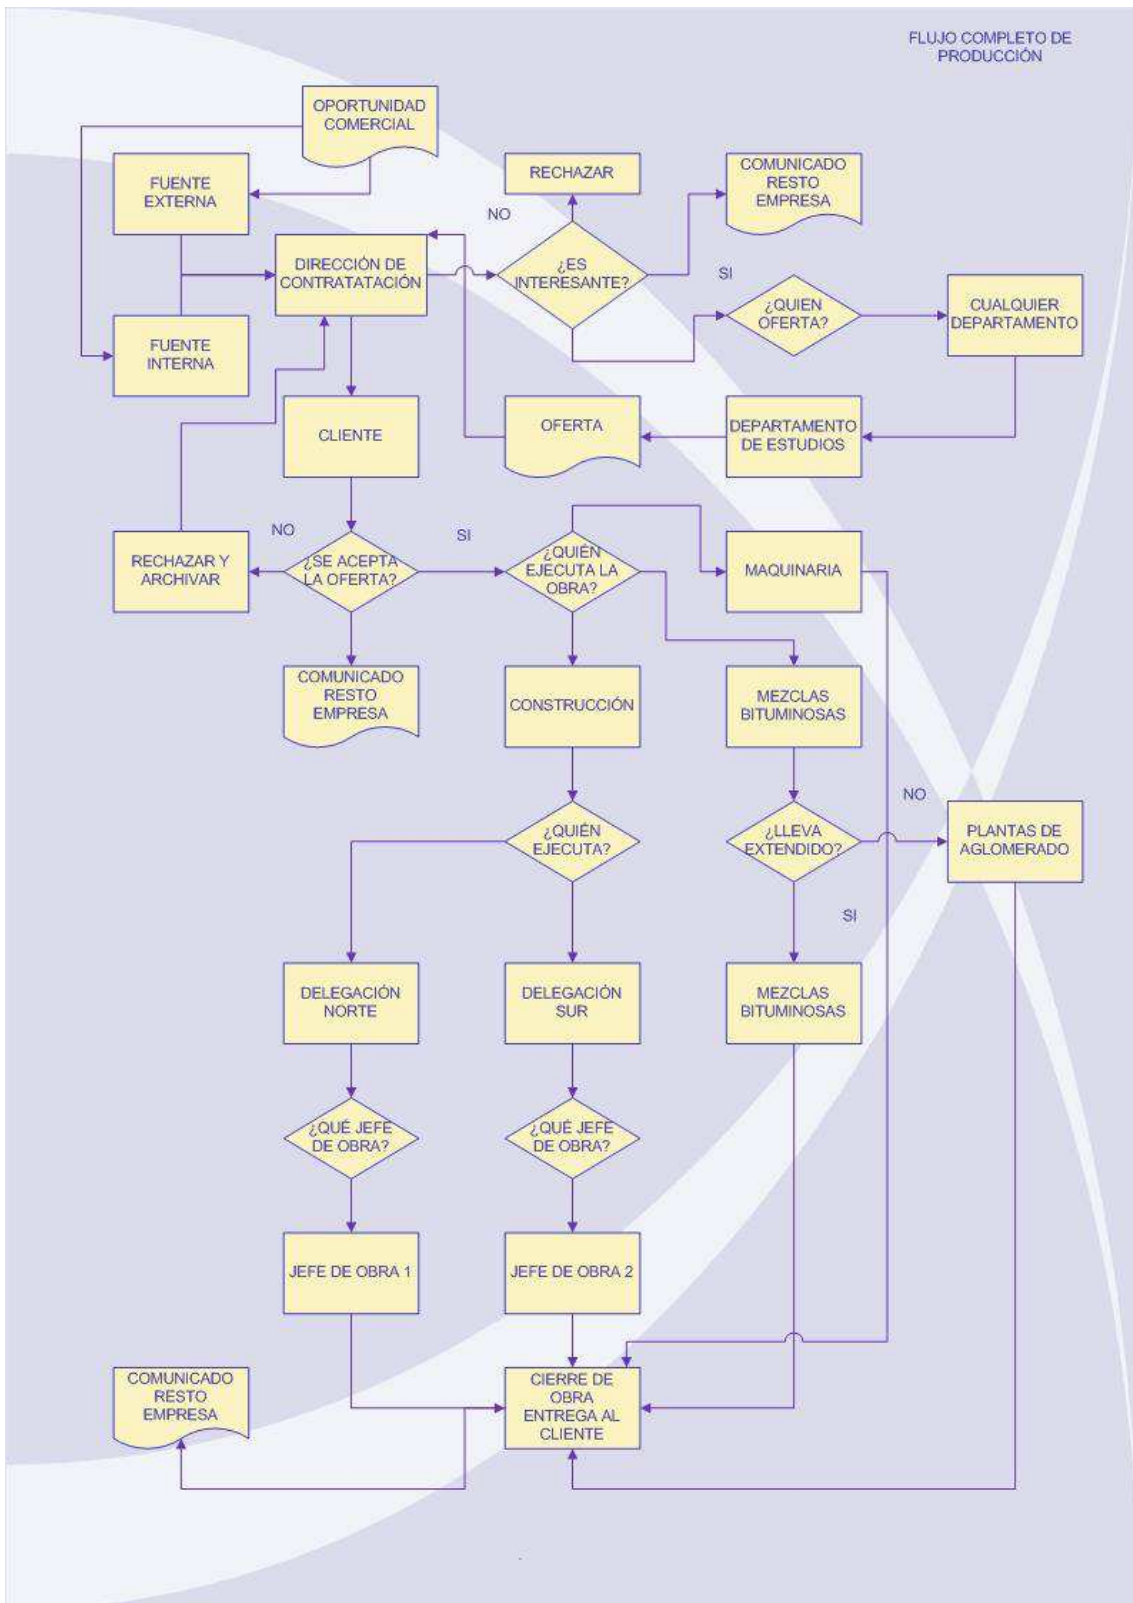 FLUJO COMPLETO DE
PRODUCCIÓN
OPORTUNIDAD
COMERCIAL
FUENTE
EXTERNA
RECHAZAR
COMUNICADO
RESTO
EMPRESA
NO
DIRECCIÓN DE
CONTRATATACIÓN
¿ES
INTERESANTE?
SI
¿QUIEN
OFERTA?
CUALQUIER
DEPARTAMENTO
FUENTE
INTERNA
CLIENTE
OFERTA
DEPARTAMENTO
DE ESTUDIOS
NO
SI
RECHAZAR Y
ARCHIVAR
¿SE ACEPTA
LA OFERTA?
¿QUIÉN
EJECUTA LA
OBRA?
MAQUINARIA
COMUNICADO
RESTO
EMPRESA
CONSTRUCCIÓN
MEZCLAS
BITUMINOSAS
NO
¿QUIÉN
EJECUTA?
¿LLEVA
EXTENDIDO?
PLANTAS DE
AGLOMERADO
SI
DELEGACIÓN
NORTE
DELEGACIÓN
SUR
MEZCLAS
BITUMINOSAS
¿QUÉ JEFE
DE OBRA?
¿QUÉ JEFE
DE OBRA?
JEFE DE OBRA 1
JEFE DE OBRA 2
COMUNICADO
RESTO
EMPRESA
CIERRE DE
OBRA
ENTREGA AL
CLIENTE